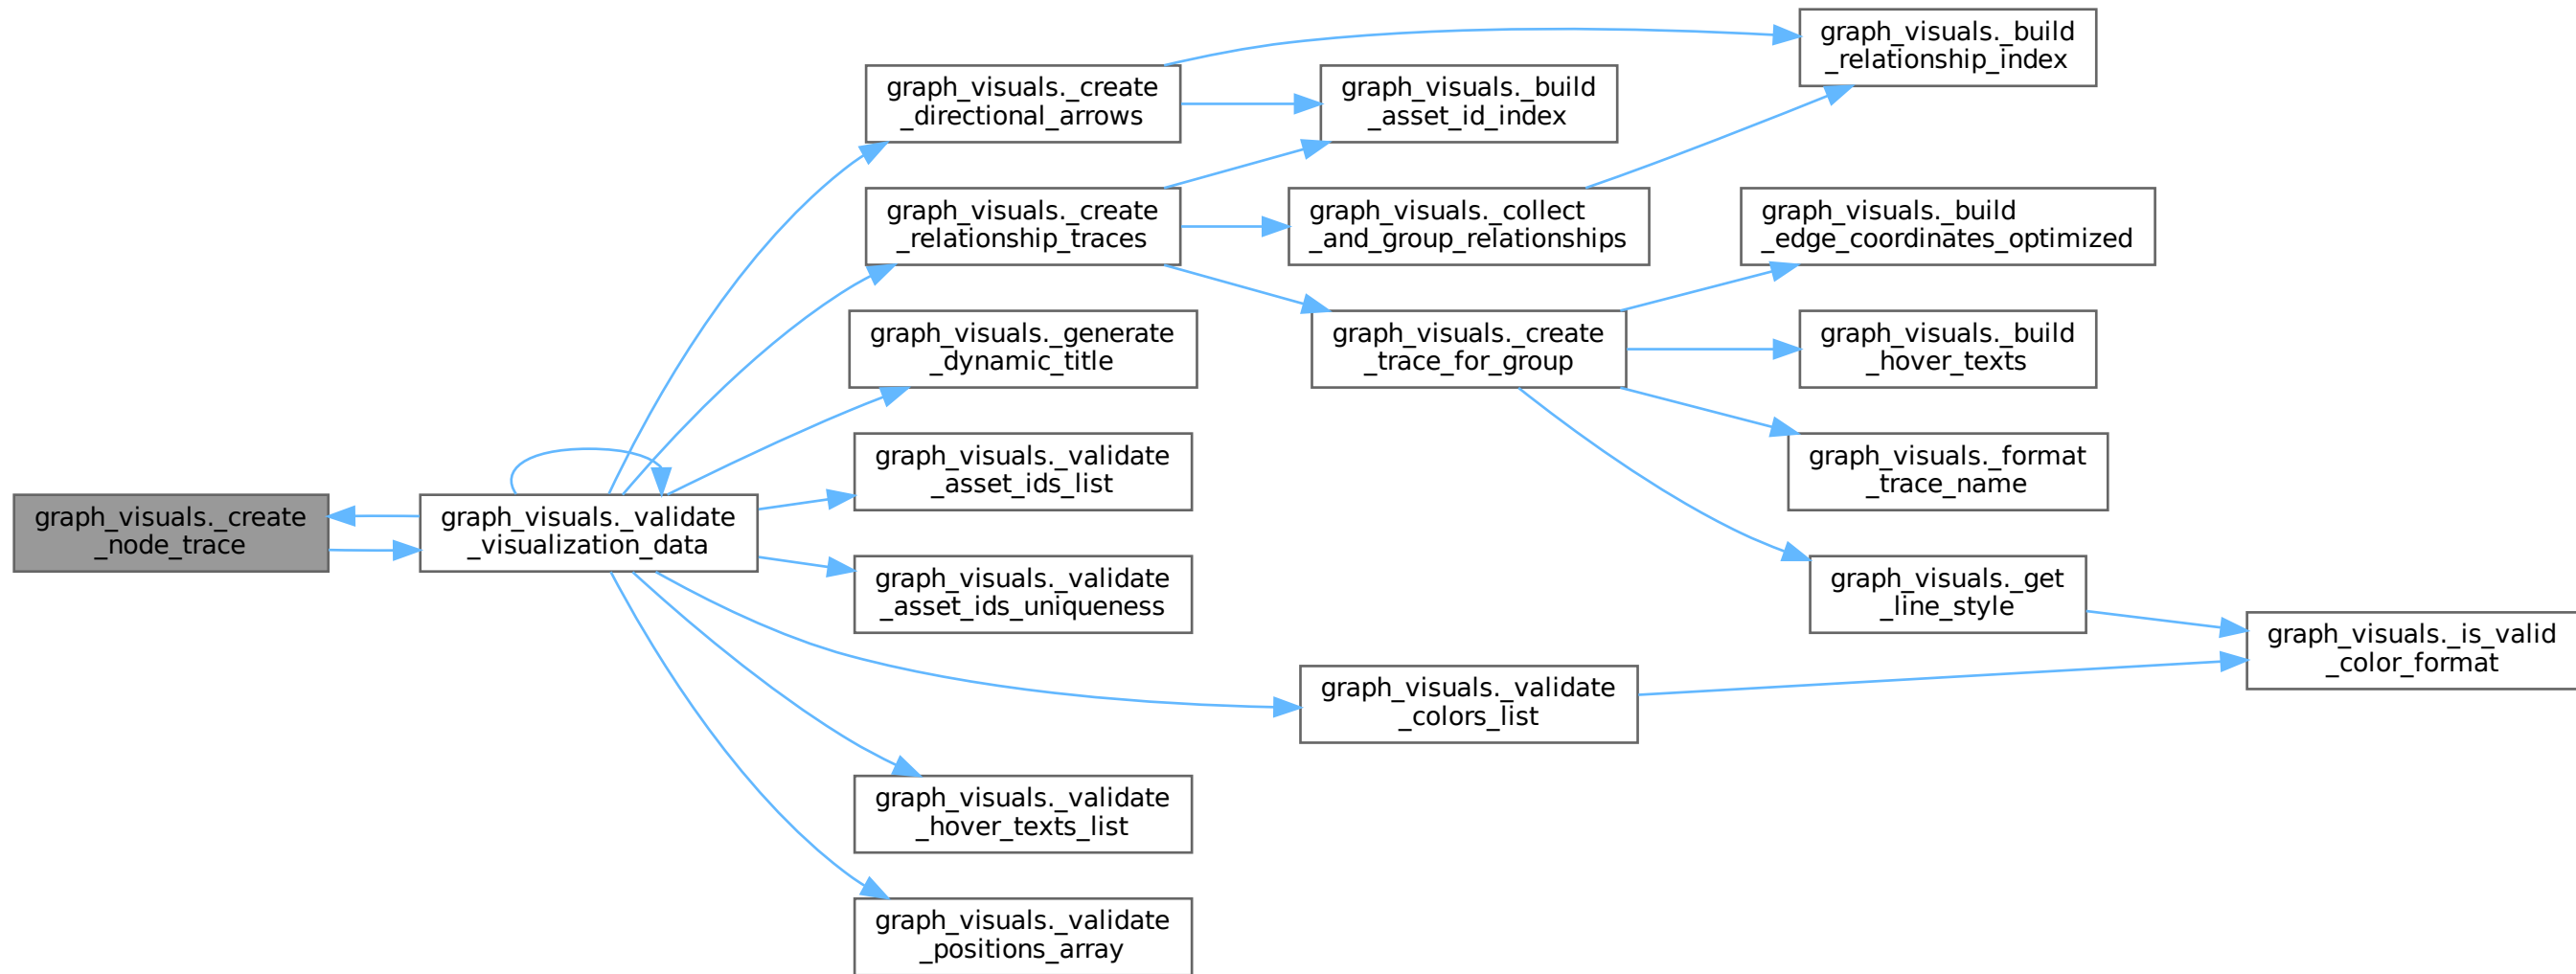 graph_visuals._create
_node_trace
graph_visuals._validate
_visualization_data
graph_visuals._create
_directional_arrows
graph_visuals._create
_relationship_traces
graph_visuals._generate
_dynamic_title
graph_visuals._validate
_asset_ids_list
graph_visuals._validate
_asset_ids_uniqueness
graph_visuals._validate
_hover_texts_list
graph_visuals._validate
_positions_array
graph_visuals._build
_asset_id_index
graph_visuals._collect
_and_group_relationships
graph_visuals._create
_trace_for_group
graph_visuals._validate
_colors_list
graph_visuals._build
_relationship_index
graph_visuals._build
_edge_coordinates_optimized
graph_visuals._build
_hover_texts
graph_visuals._format
_trace_name
graph_visuals._get
_line_style
graph_visuals._is_valid
_color_format